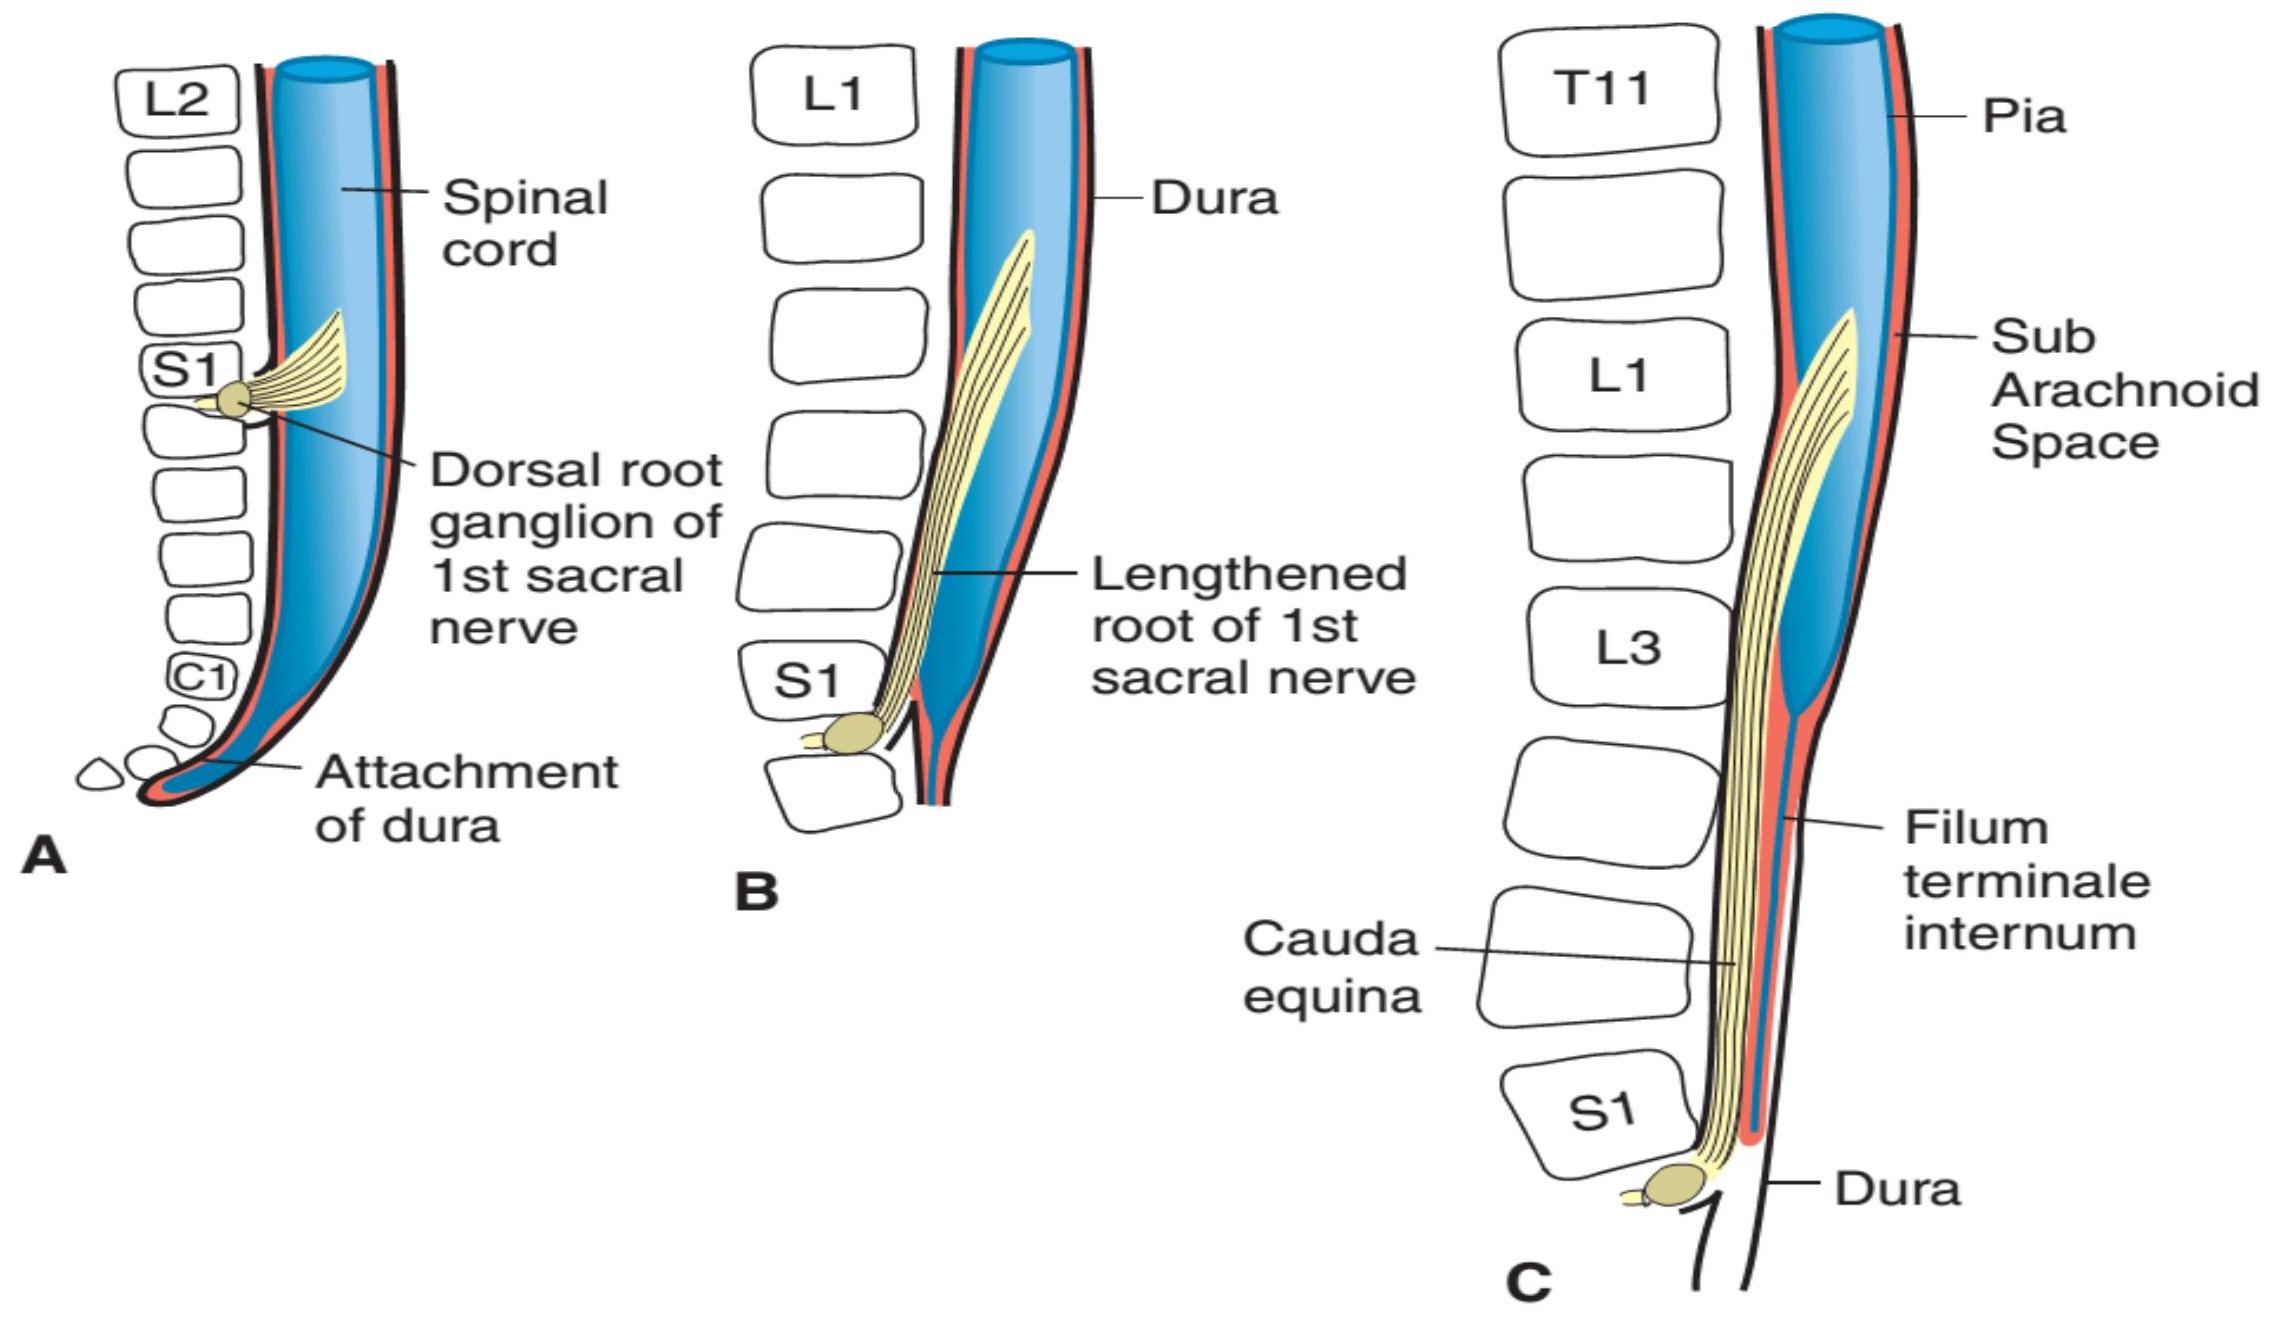 L2
Spinal
cord
S1
Dorsal root
ganglion of
1st sacral
nerve
C1
Attachment
of dura
A
L1
Dura
Lengthened
root of 1st
sacral nerve
S1
B
T11
Pia
L1
Sub
Arachnoid
Space
L3
Filum
terminale
internum
Cauda
equina
S1
Dura
C